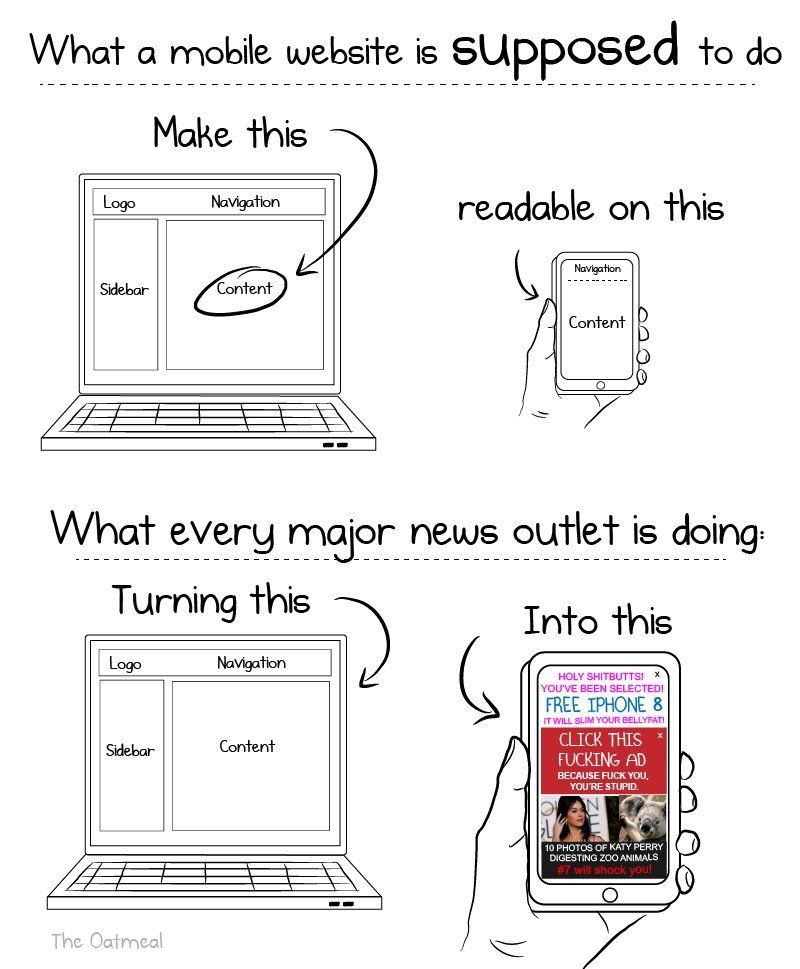 What a mobile website is supposed to do
Make this
readable on this
Logo Navigation
Sidebar
Content
Navigation
Content
What every major news outlet is doing:
Turning this
Into this
Logo Navigation
Sidebar
Content
HOLY SHITBUTTS! x
YOU'VE BEEN SELECTED!
FREE IPHONE 8
IT WILL SLIM YOUR BELLYFAT!
CLICK THIS x
FUCKING AD
BECAUSE FUCK YOU,
YOU'RE STUPID.
10 PHOTOS OF KATY PERRY
DIGESTING ZOO ANIMALS
#7 will shock you!
The Oatmeal